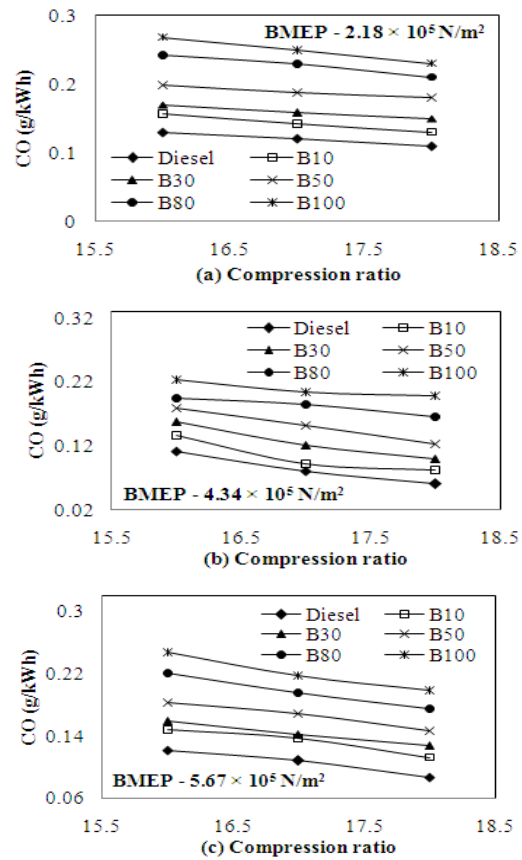 0.3
BMEP - 2.18 × 10⁵ N/m²
0.2
CO (g/kWh)
0.1
Diesel B10
B30 B50
B80 B100
0
15.5 16.5 17.5 18.5
(a) Compression ratio
0.32
Diesel B10
B30 B50
B80 B100
0.22
CO (g/kWh)
0.12
BMEP - 4.34 × 10⁵ N/m²
0.02
15.5 16.5 17.5 18.5
(b) Compression ratio
0.3
Diesel B10
B30 B50
B80 B100
0.22
CO (g/kWh)
0.14
BMEP - 5.67 × 10⁵ N/m²
0.06
15.5 16.5 17.5 18.5
(c) Compression ratio